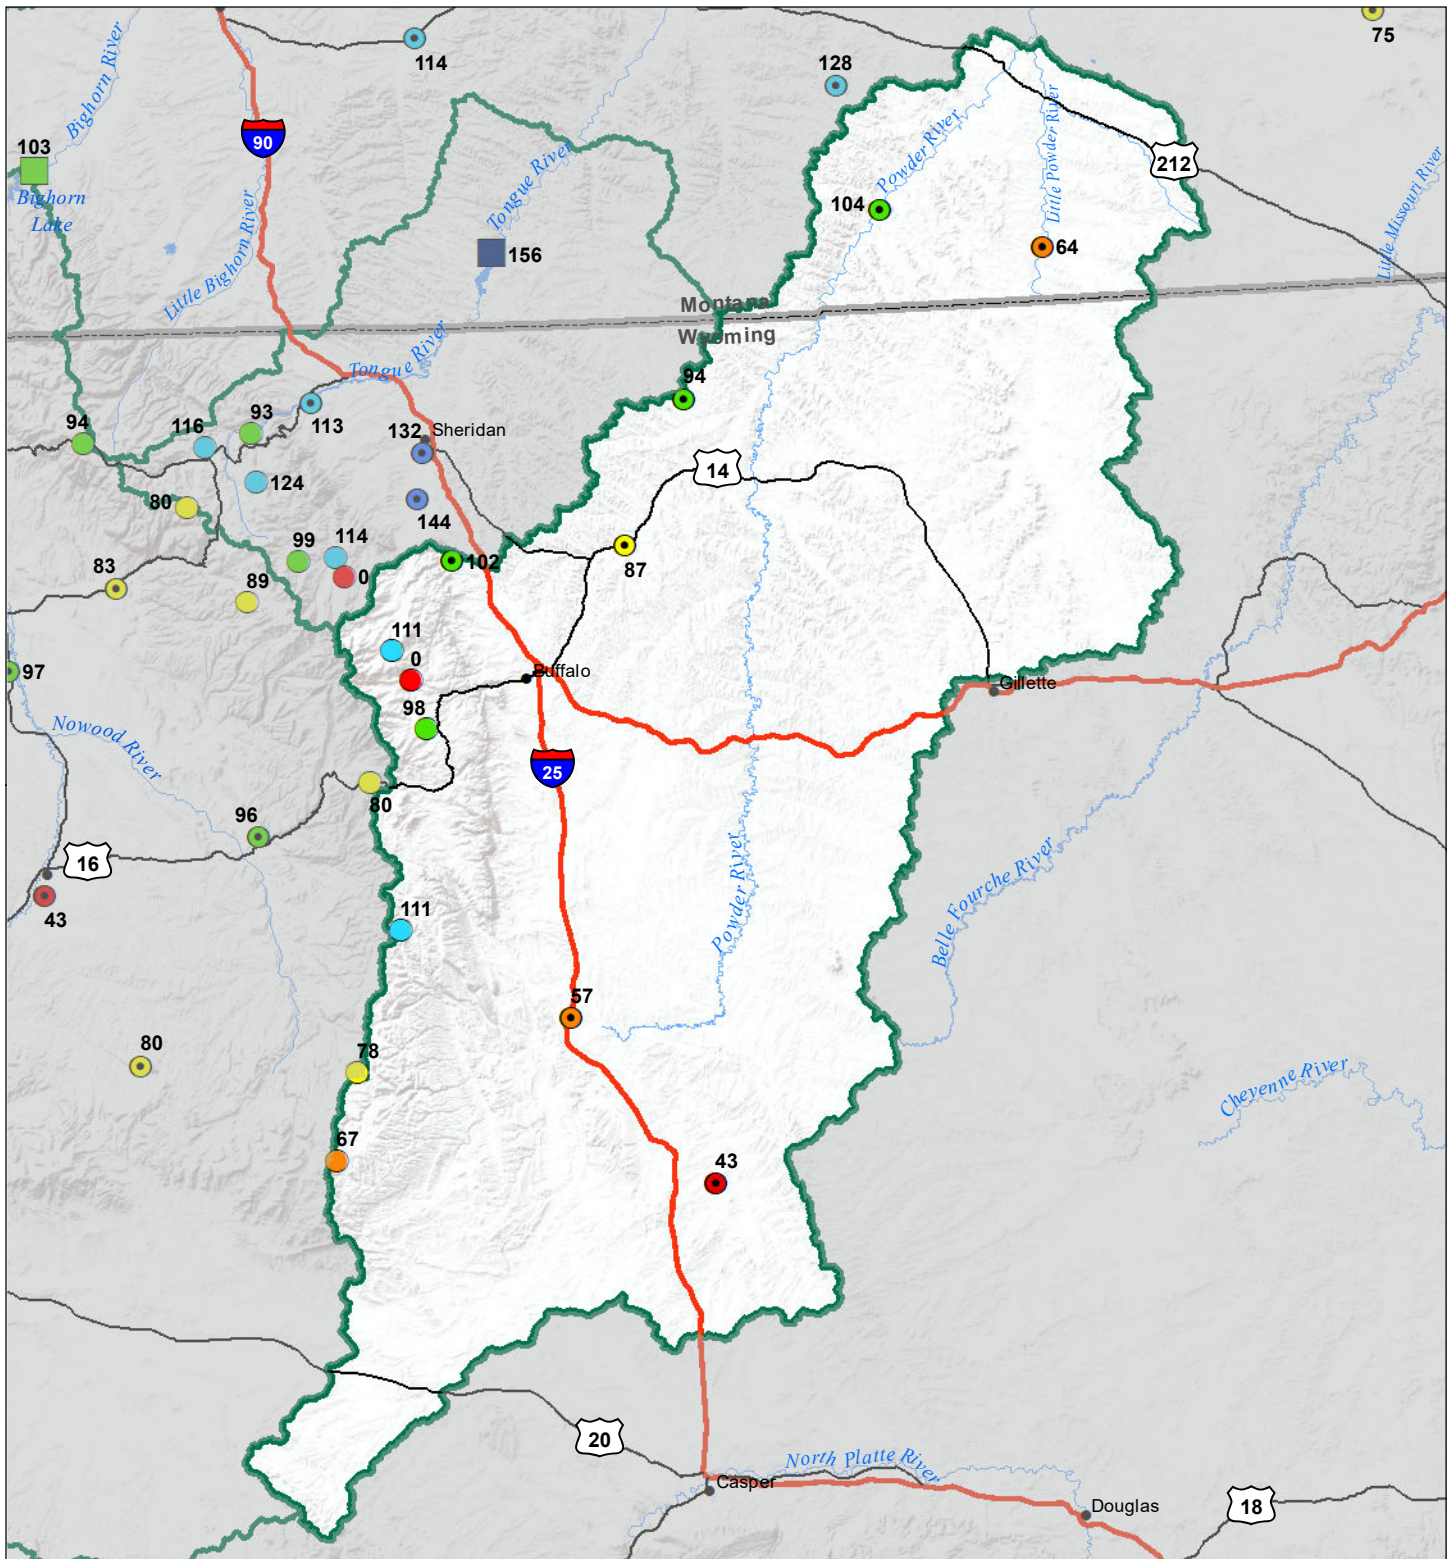 75
114
128
Bighorn River
90
103
Bighorn
Lake
Little Bighorn River
Tongue River
156
Powder River
Little Powder River
212
Little Missouri River
104
64
Montana
Wyoming
Tongue River
94
113
93
116
94
132
Sheridan
14
124
80
144
99
114
0
102
87
83
89
111
0
Buffalo
Gillette
97
98
Nowood River
25
80
96
16
43
Powder River
Belle Fourche River
111
57
80
78
Cheyenne River
67
43
20
North Platte River
Casper
Douglas
18